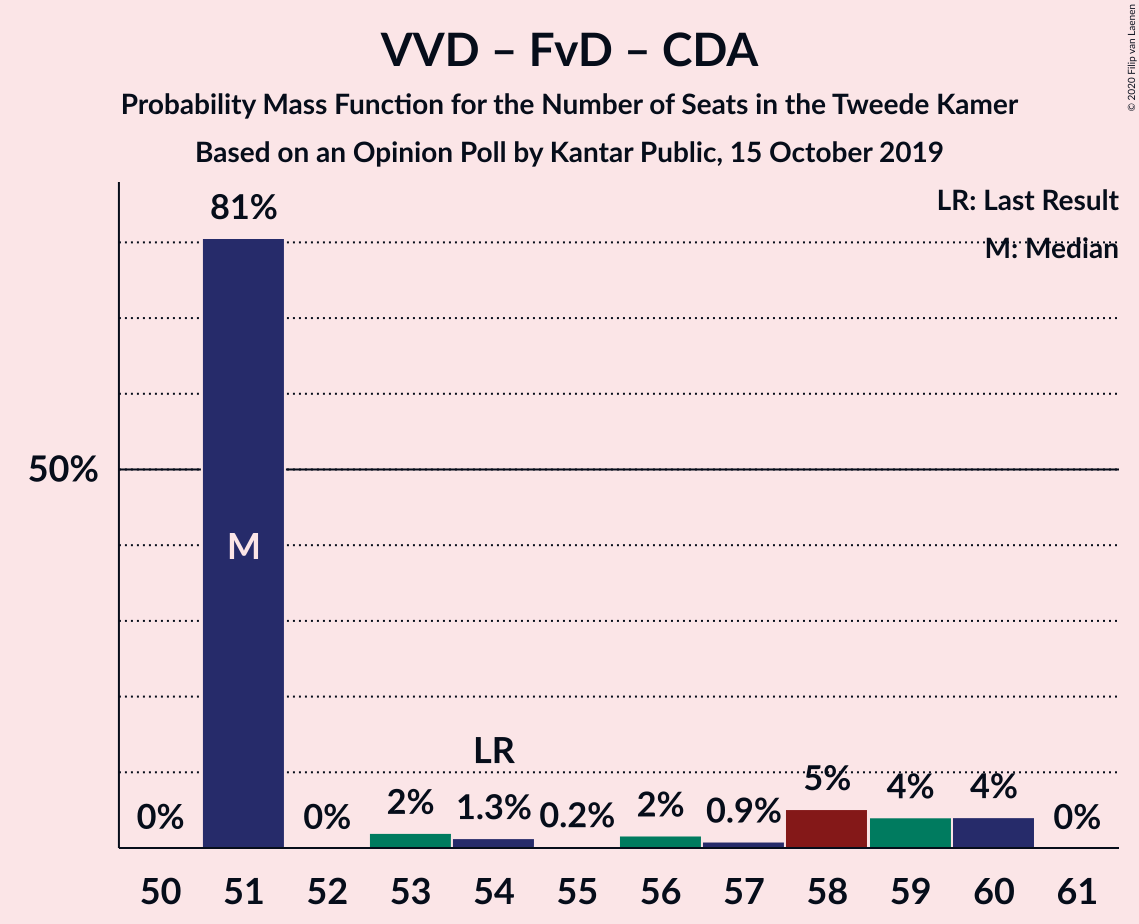 VVD – FvD – CDA
Probability Mass Function for the Number of Seats in the Tweede Kamer
Based on an Opinion Poll by Kantar Public, 15 October 2019
© 2020 Filip van Laenen
LR: Last Result
M: Median
81%
50%
M
LR
0% 0% 2% 1.3% 0.2% 2% 0.9% 5% 4% 4% 0%
50 51 52 53 54 55 56 57 58 59 60 61